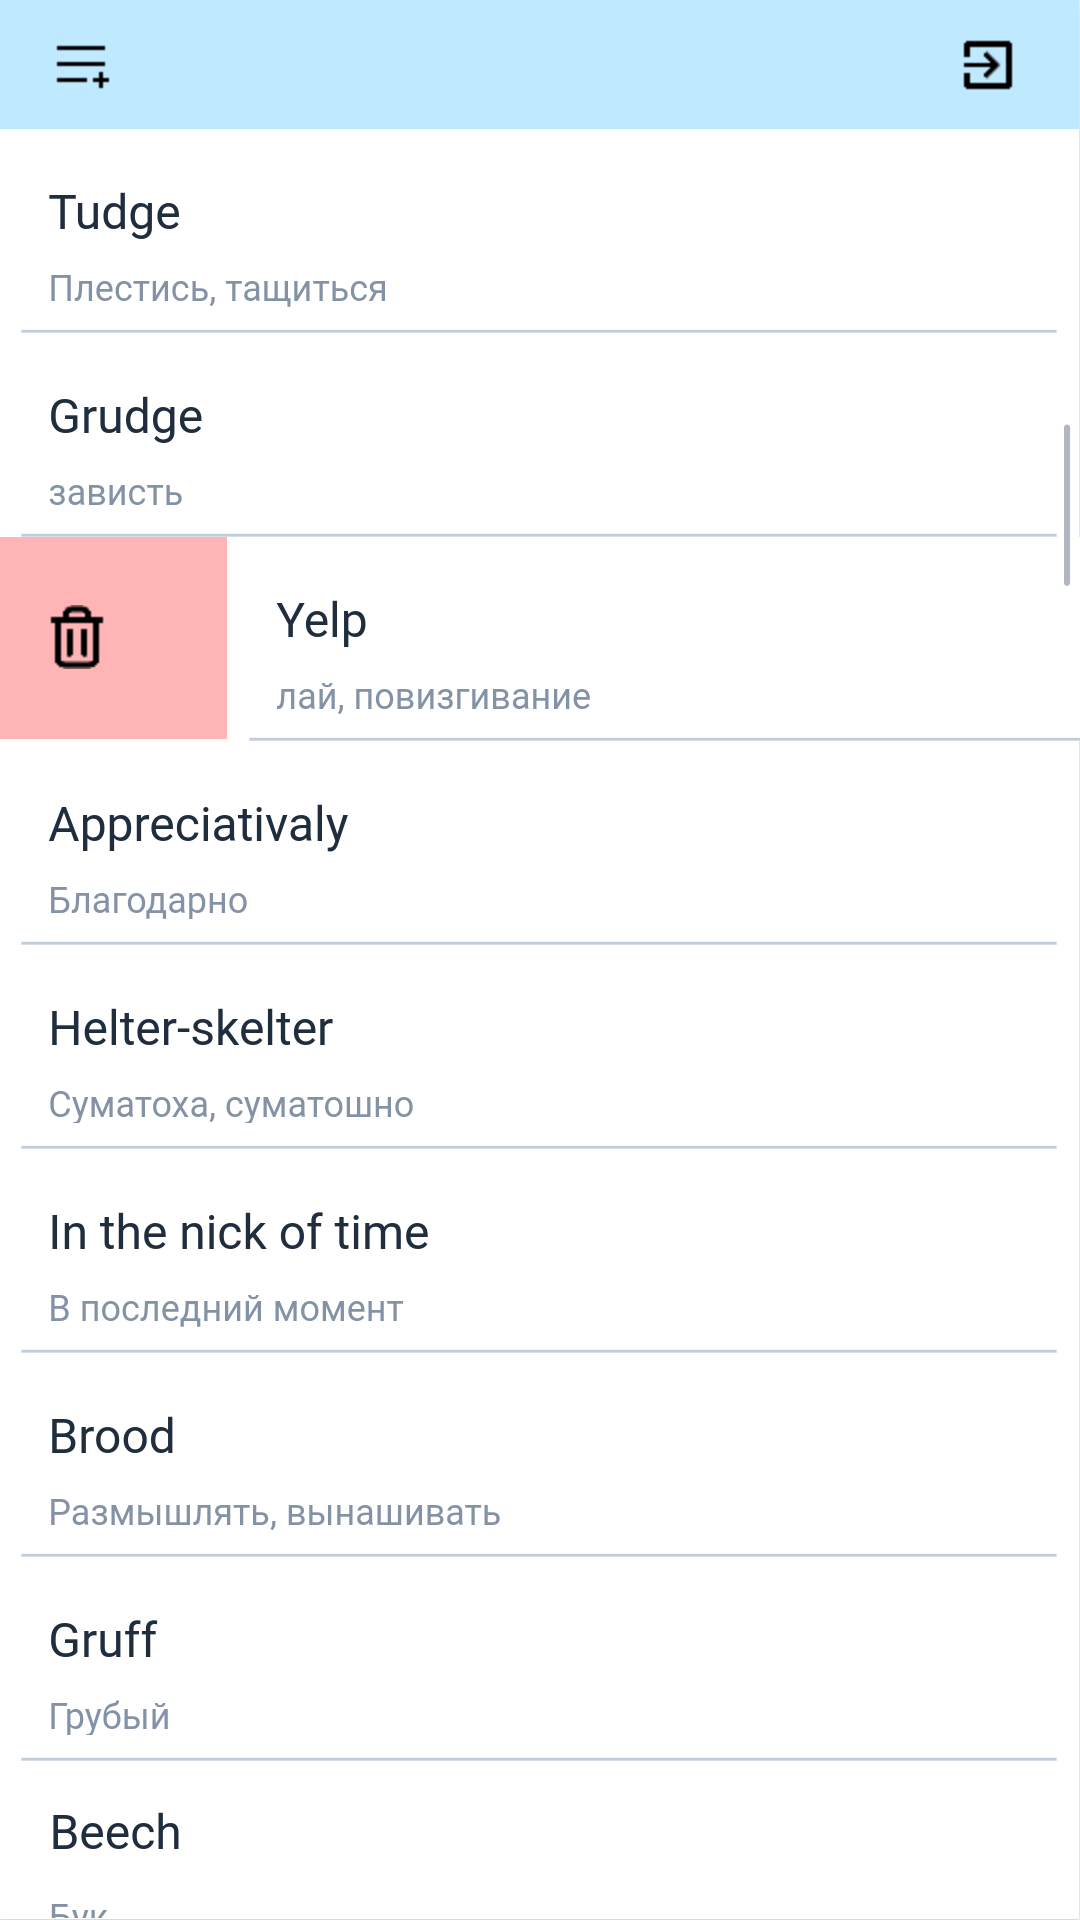 Tudge
Плестись, тащиться
Grudge
зависть
Yelp
лай, повизгивание
Appreciativaly
Благодарно
Helter-skelter
Суматоха, суматошно
In the nick of time
В последний момент
Brood
Размышлять, вынашивать
Gruff
Грубый
Beech
Бук